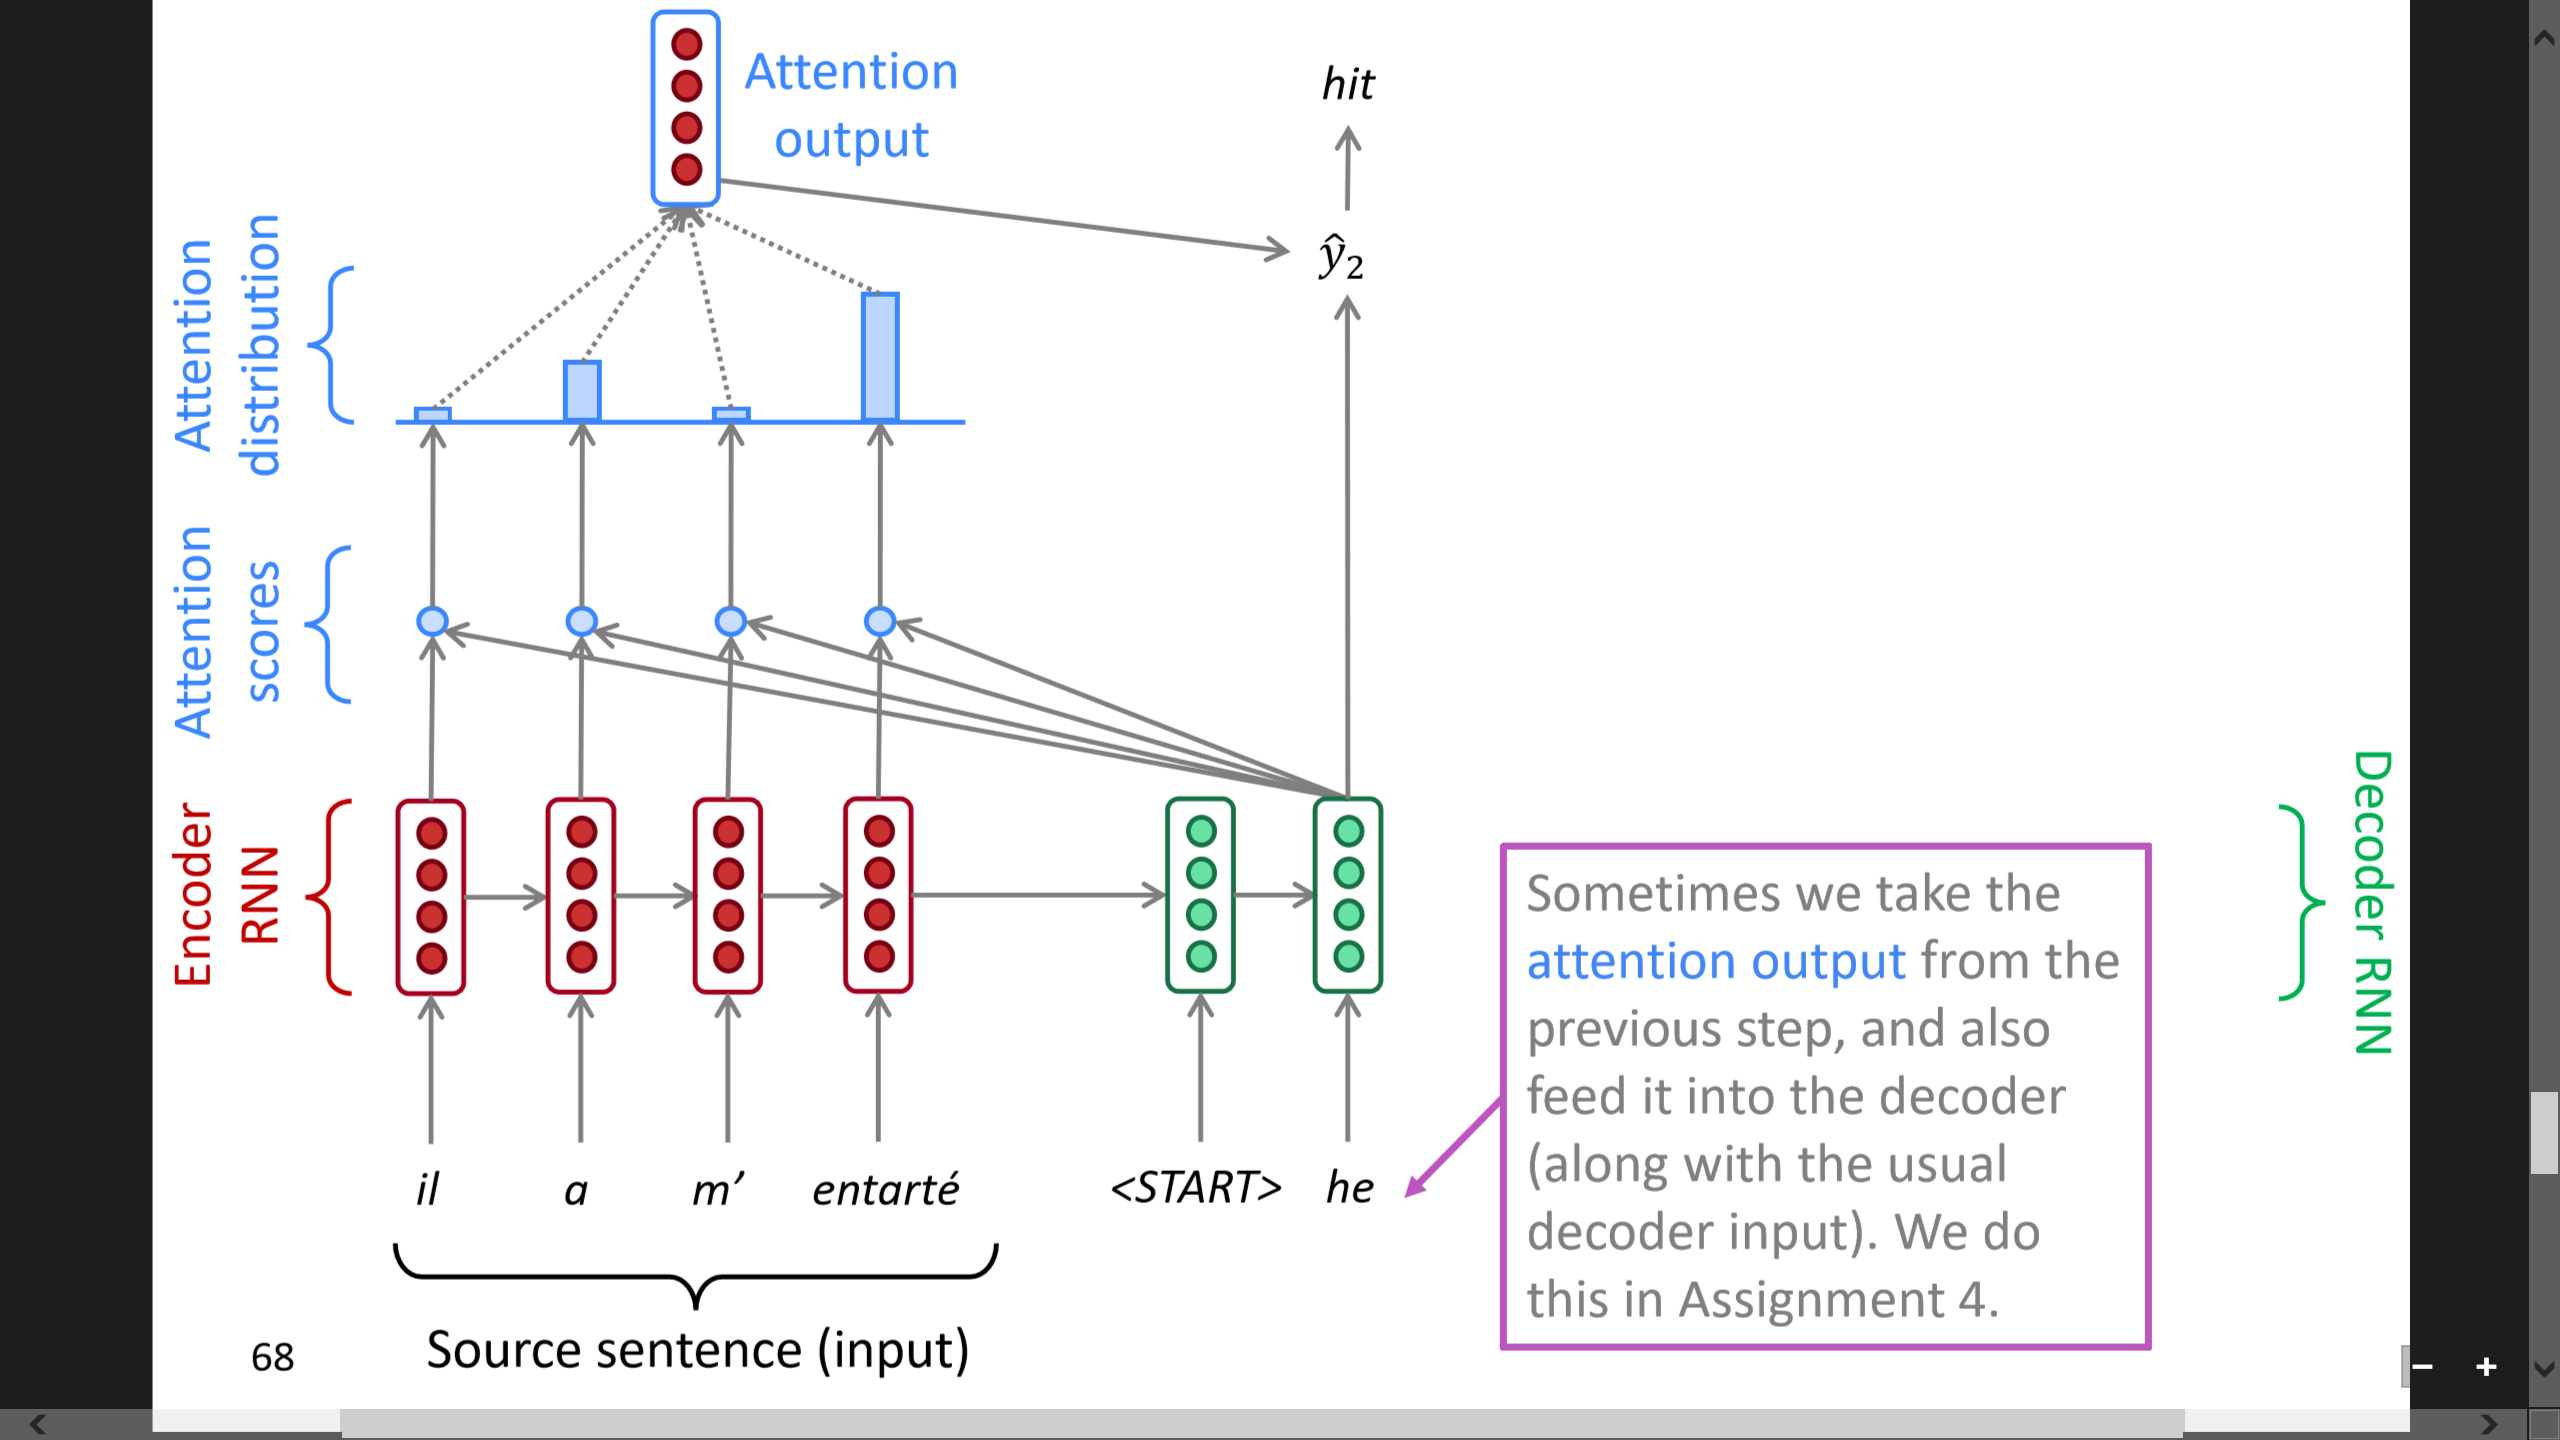 Attention
output
hit
ŷ₂
Attention
distribution
Attention
scores
Encoder
RNN
Decoder RNN
Sometimes we take the
attention output from the
previous step, and also
feed it into the decoder
(along with the usual
decoder input). We do
this in Assignment 4.
il a m’ entarté <START> he
Source sentence (input)
68